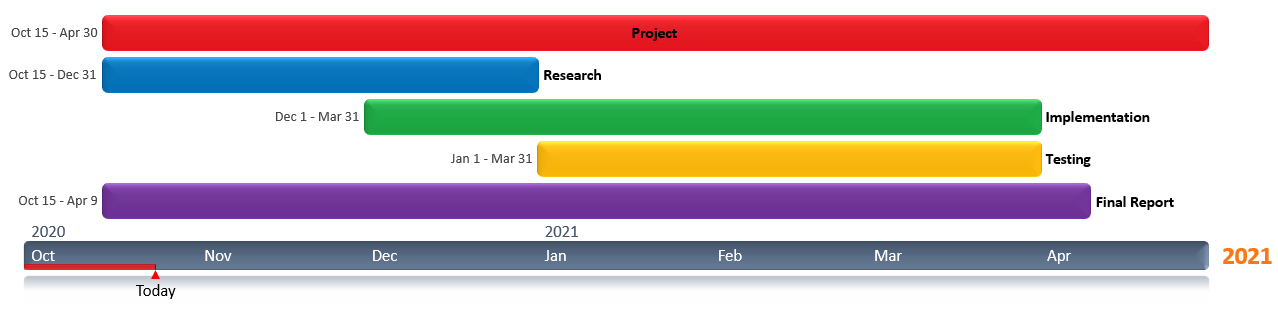 Oct 15 - Apr 30 Project
Oct 15 - Dec 31 Research
Dec 1 - Mar 31 Implementation
Jan 1 - Mar 31 Testing
Oct 15 - Apr 9 Final Report
2020 2021
Oct Nov Dec Jan Feb Mar Apr 2021
Today